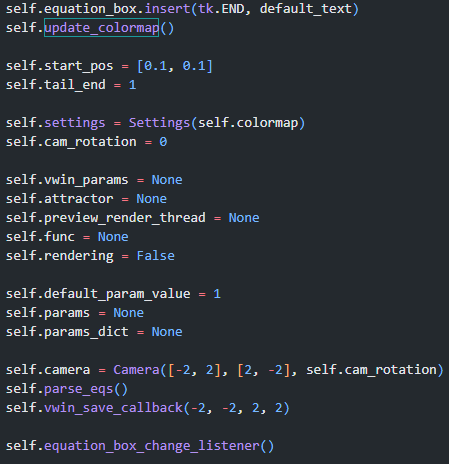 self.equation_box.insert(tk.END, default_text)
self.update_colormap()
self.start_pos = [0.1, 0.1]
self.tail_end = 1
self.settings = Settings(self.colormap)
self.cam_rotation = 0
self.vwin_params = None
self.attractor = None
self.preview_render_thread = None
self.func = None
self.rendering = False
self.default_param_value = 1
self.params = None
self.params_dict = None
self.camera = Camera([-2, 2], [2, -2], self.cam_rotation)
self.parse_eqs()
self.vwin_save_callback(-2, -2, 2, 2)
self.equation_box_change_listener()